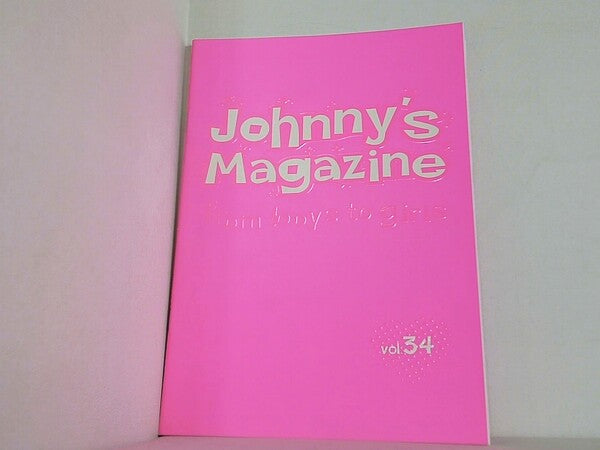 Johnny's
Magazine
from boys to girls
vol.34